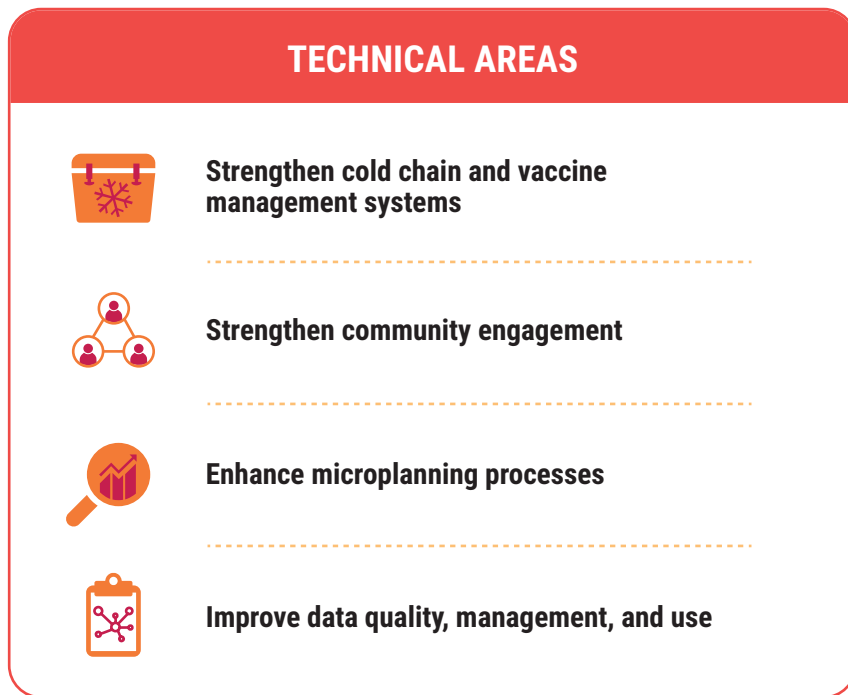 TECHNICAL AREAS
Strengthen cold chain and vaccine
management systems
Strengthen community engagement
Enhance microplanning processes
Improve data quality, management, and use